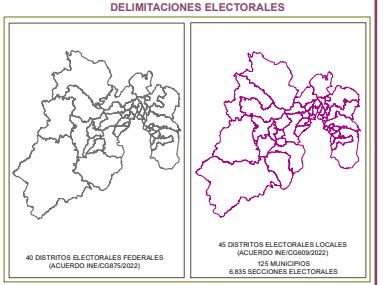 DELIMITACIONES ELECTORALES
40 DISTRITOS ELECTORALES FEDERALES
(ACUERDO INE/CG875/2022)
45 DISTRITOS ELECTORALES LOCALES
(ACUERDO INE/CG609/2022)
125 MUNICIPIOS
6,835 SECCIONES ELECTORALES